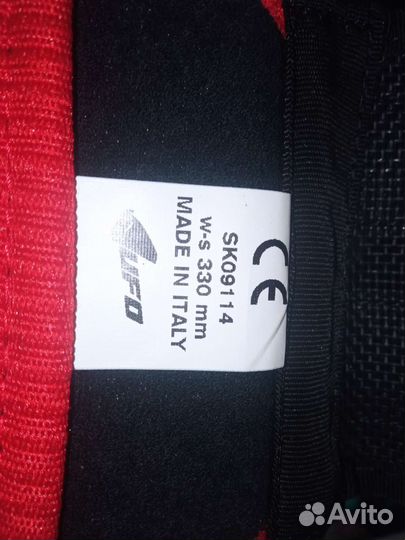 CE
SK09114
w-s 330 mm
MADE IN ITALY
UFO
Avito